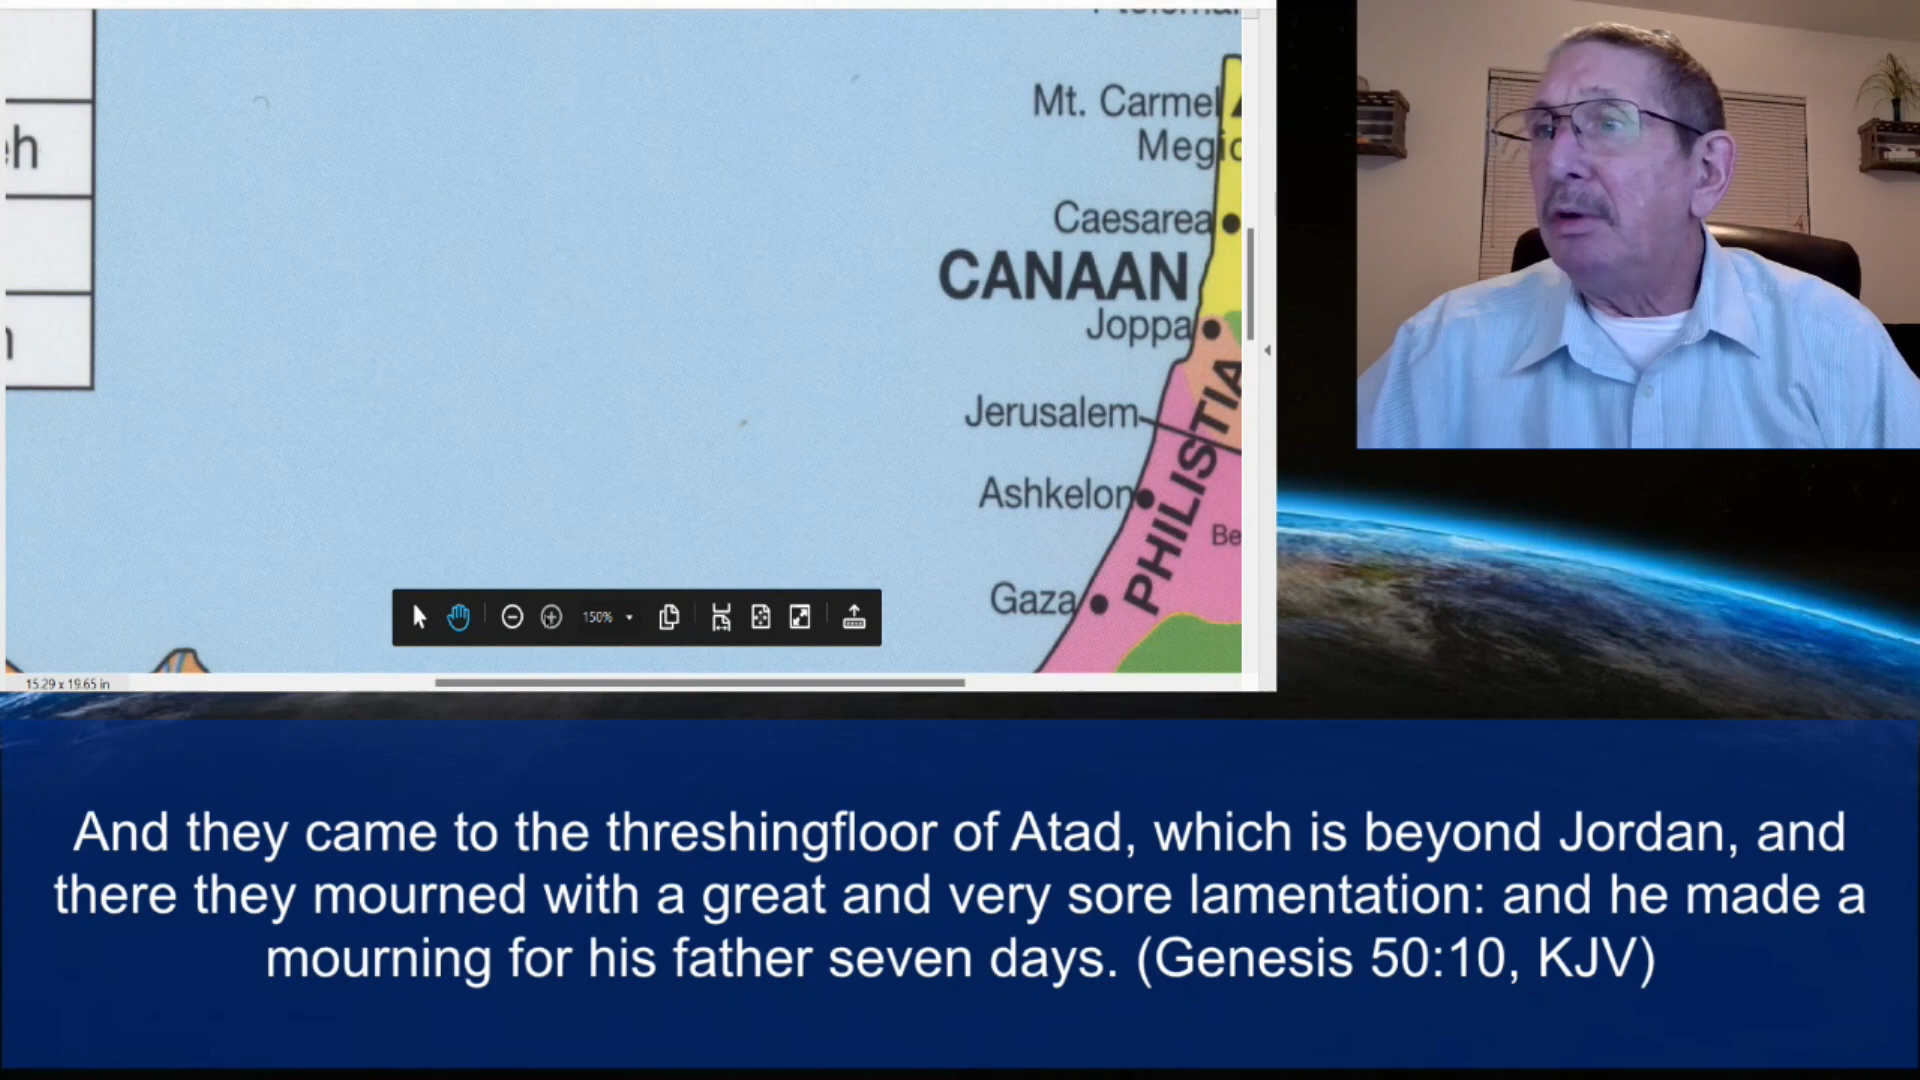 Mt. Carmel
Caesarea
CANAAN
Joppa
Jerusalem
PHILISTIA
Ashkelon
Gaza
150%
15.29 x 19.65 in
And they came to the threshingfloor of Atad, which is beyond Jordan, and
there they mourned with a great and very sore lamentation: and he made a
mourning for his father seven days. (Genesis 50:10, KJV)